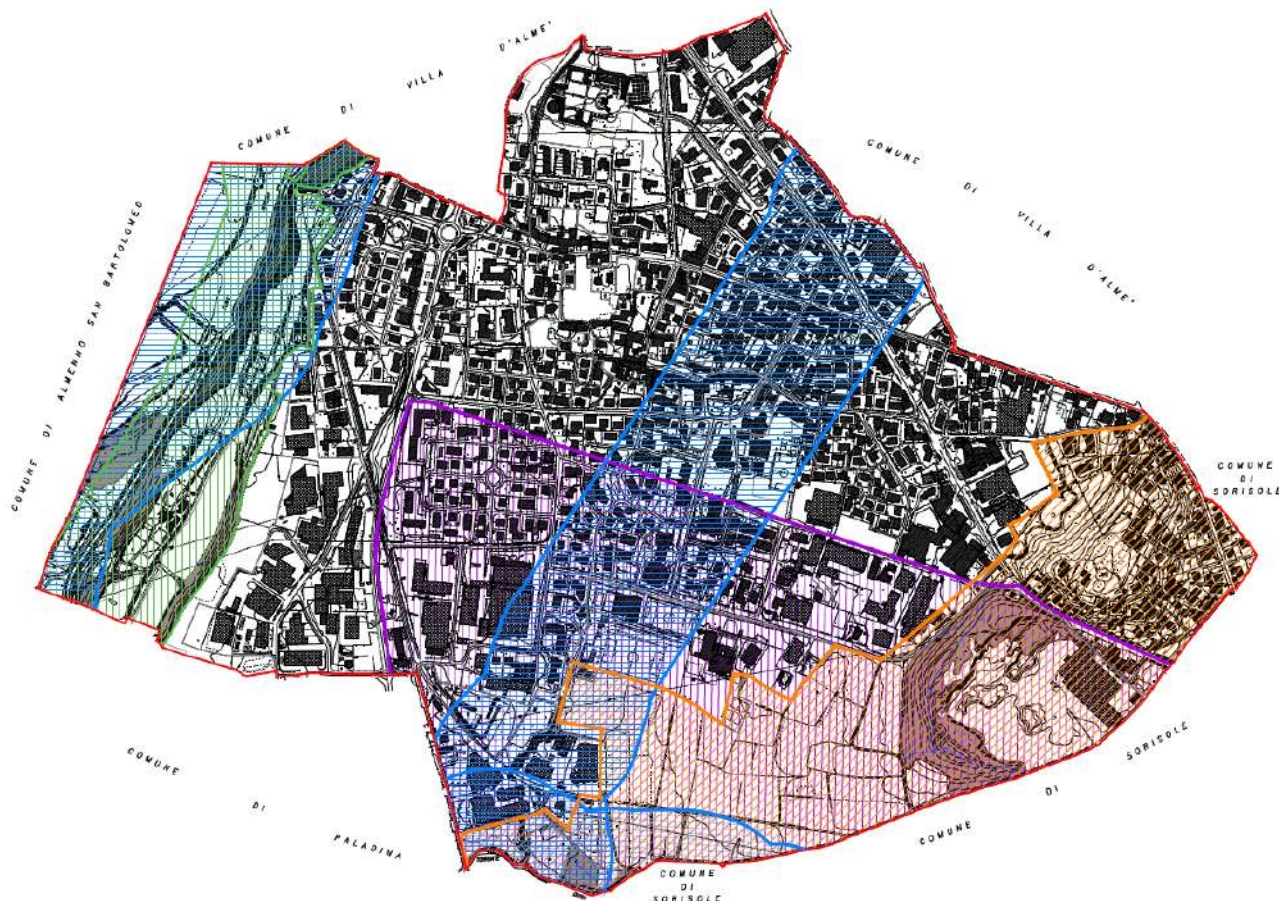 COMUNE DI VILLA D'ALME'
COMUNE DI VILLA D'ALME'
COMUNE DI ALMENNO SAN BARTOLOMEO
COMUNE
DI
SORISOLE
COMUNE DI PALADINA
COMUNE DI SORISOLE
COMUNE
DI
SORISOLE